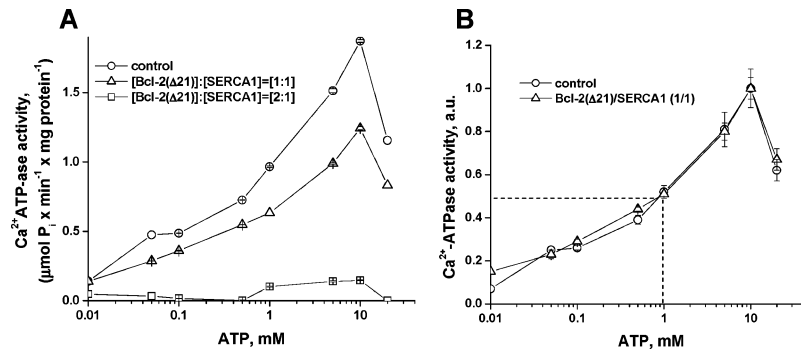 A
control
[Bcl-2(Δ21)]:[SERCA1]=[1:1]
[Bcl-2(Δ21)]:[SERCA1]=[2:1]
Ca2+ATP-ase activity,
(μmol Pi x min-1 x mg protein-1)
1.5
1.0
0.5
0.0
0.01
0.1
1
10
ATP, mM
B
control
Bcl-2(Δ21)/SERCA1 (1/1)
Ca2+-ATPase activity, a.u.
1.2
1.0
0.8
0.6
0.4
0.2
0.0
0.01
0.1
1
10
ATP, mM